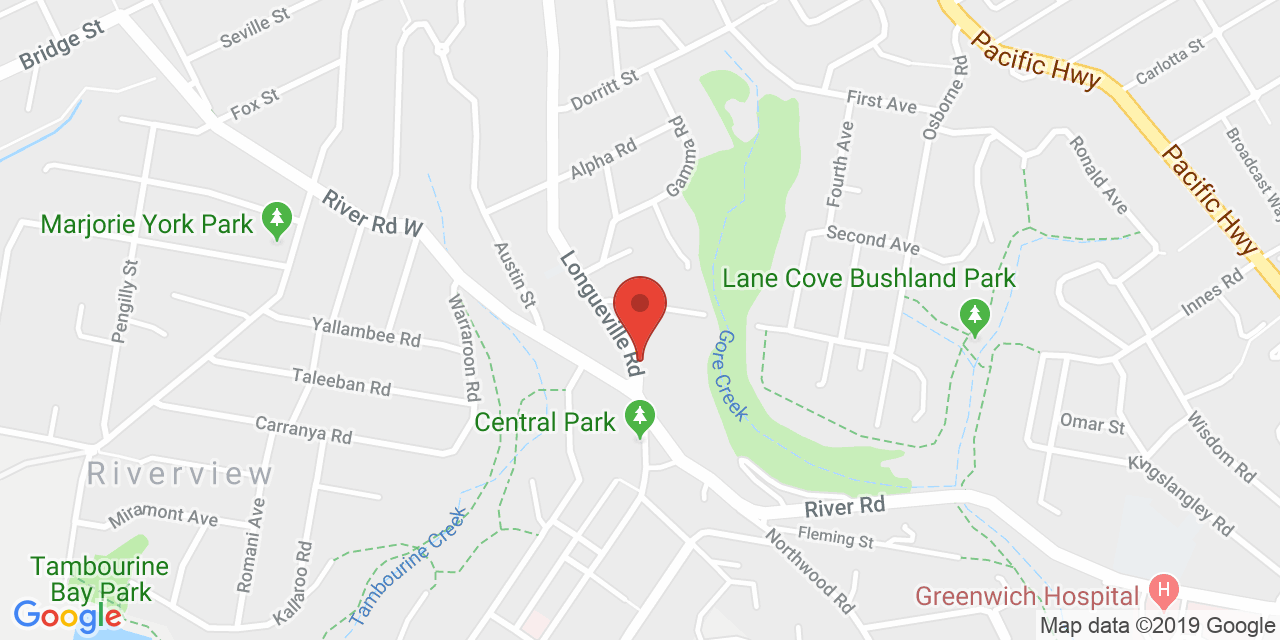 Bridge St
Seville St
Fox St
Pacific Hwy
Carlotta St
Dorritt St
First Ave
Osborne Rd
Alpha Rd
Gamma Rd
Fourth Ave
Ronald Ave
Broadcast Way
Pacific Hwy
River Rd W
Marjorie York Park
Second Ave
Austin St
Longueville Rd
Lane Cove Bushland Park
Innes Rd
Pengilly St
Yallambee Rd
Warraroon Rd
Gore Creek
Taleeban Rd
Carranya Rd
Central Park
Omar St
Wisdom Rd
Kingslangley Rd
Riverview
Miramont Ave
Romani Ave
Kallaroo Rd
Tambourine Creek
River Rd
Fleming St
Northwood Rd
Tambourine
Bay Park
Greenwich Hospital
H
Google
Map data ©2019 Google